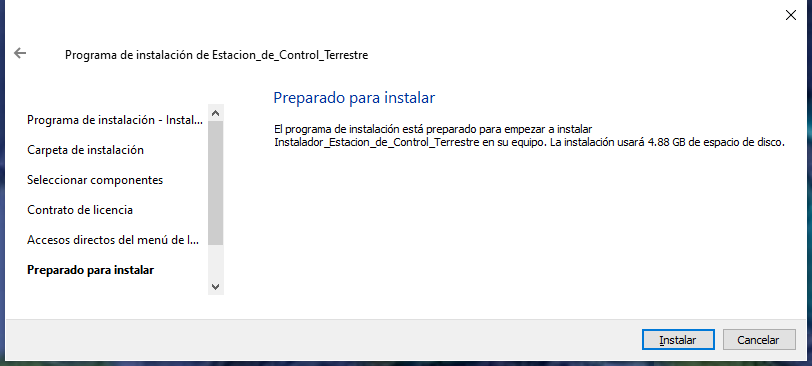 Programa de instalación de Estacion_de_Control_Terrestre
Programa de instalación - Instal...
Carpeta de instalación
Seleccionar componentes
Contrato de licencia
Accesos directos del menú de I...
Preparado para instalar
Preparado para instalar
El programa de instalación está preparado para empezar a instalar
Instalador_Estacion_de_Control_Terrestre en su equipo. La instalación usará 4.88 GB de espacio de disco.
Instalar
Cancelar